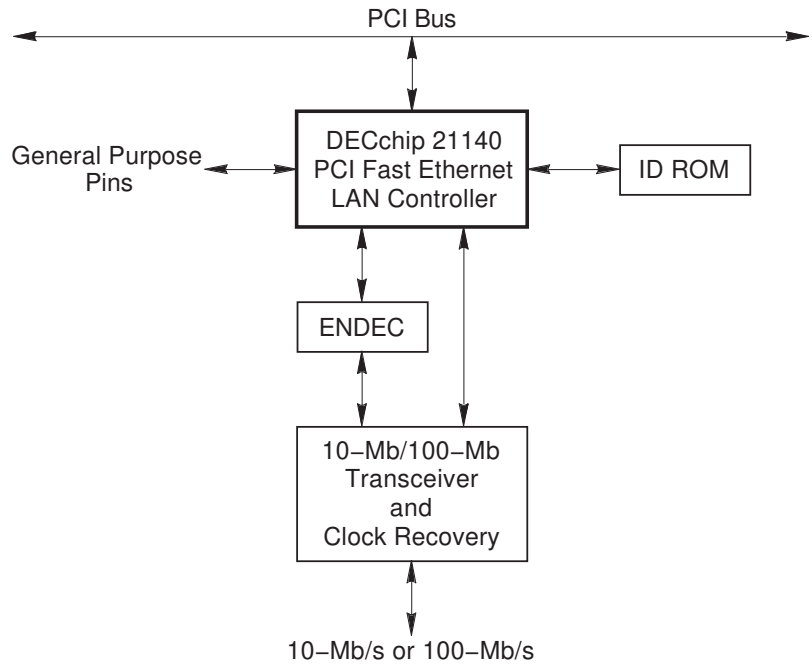 PCI Bus
DECchip 21140
PCI Fast Ethernet
LAN Controller
General Purpose
Pins
ID ROM
ENDEC
10−Mb/100−Mb
Transceiver
and
Clock Recovery
10−Mb/s or 100−Mb/s